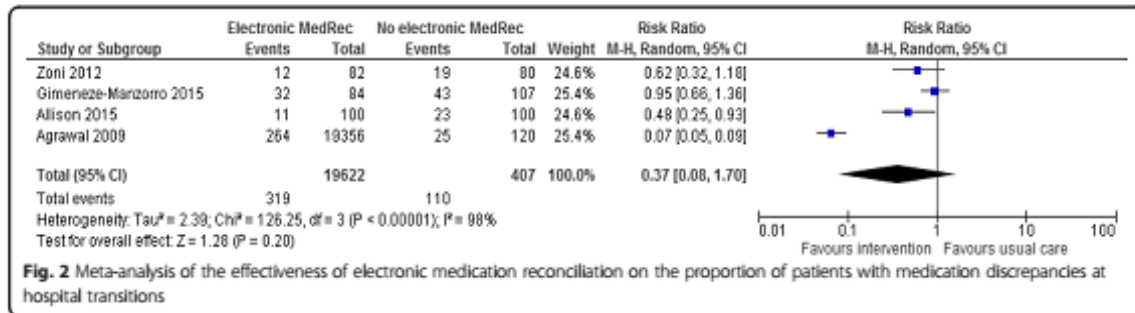 Electronic MedRec No electronic MedRec Risk Ratio Risk Ratio
Study or Subgroup Events Total Events Total Weight M-H, Random, 95% CI M-H, Random, 95% CI
Zoni 2012 12 82 19 80 24.6% 0.62 [0.32, 1.18]
Gimeneze-Manzorro 2015 32 84 43 107 25.4% 0.95 [0.66, 1.36]
Allison 2015 11 100 23 100 24.6% 0.48 [0.25, 0.93]
Agrawal 2009 264 19356 25 120 25.4% 0.07 [0.05, 0.09]
Total (95% CI) 19622 407 100.0% 0.37 [0.08, 1.70]
Total events 319 110
Heterogeneity: Tau² = 2.39; Chi² = 126.25, df = 3 (P < 0.00001); I² = 98%
Test for overall effect: Z = 1.28 (P = 0.20)
0.01 0.1 1 10 100
Favours intervention Favours usual care
Fig. 2 Meta-analysis of the effectiveness of electronic medication reconciliation on the proportion of patients with medication discrepancies at
hospital transitions